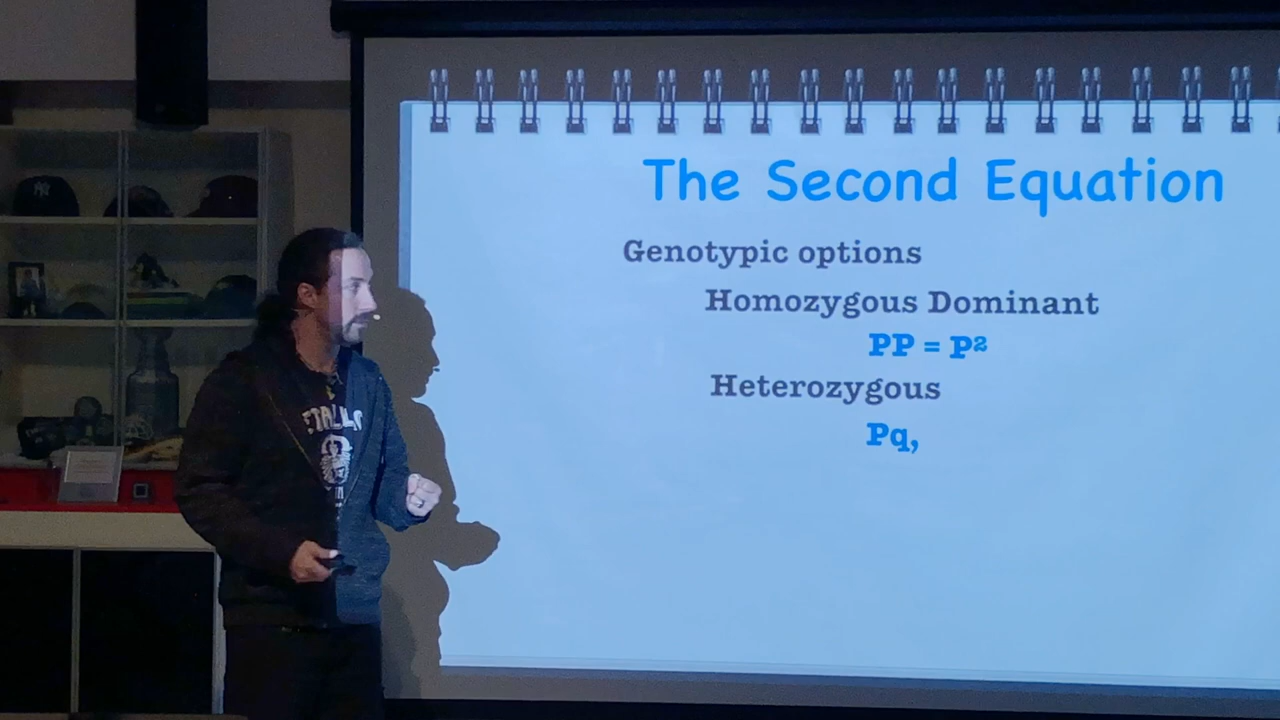 The Second Equation
Genotypic options
Homozygous Dominant
PP = P²
Heterozygous
Pq,